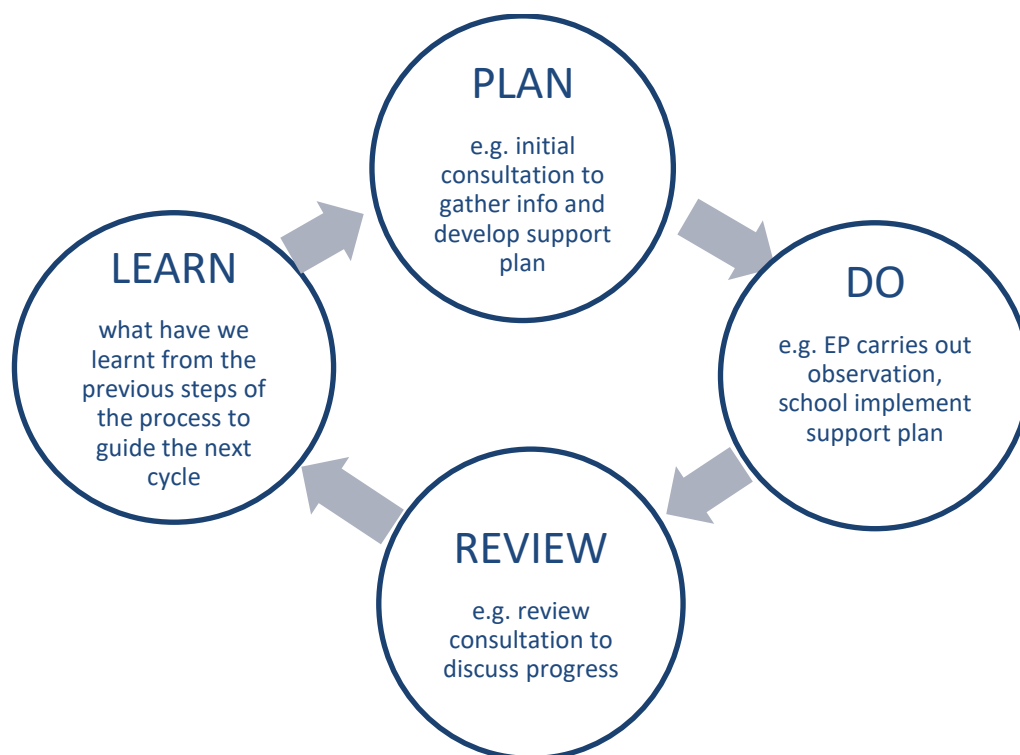 PLAN
e.g. initial
consultation to
gather info and
develop support
plan
DO
e.g. EP carries out
observation,
school implement
support plan
REVIEW
e.g. review
consultation to
discuss progress
LEARN
what have we
learnt from the
previous steps of
the process to
guide the next
cycle